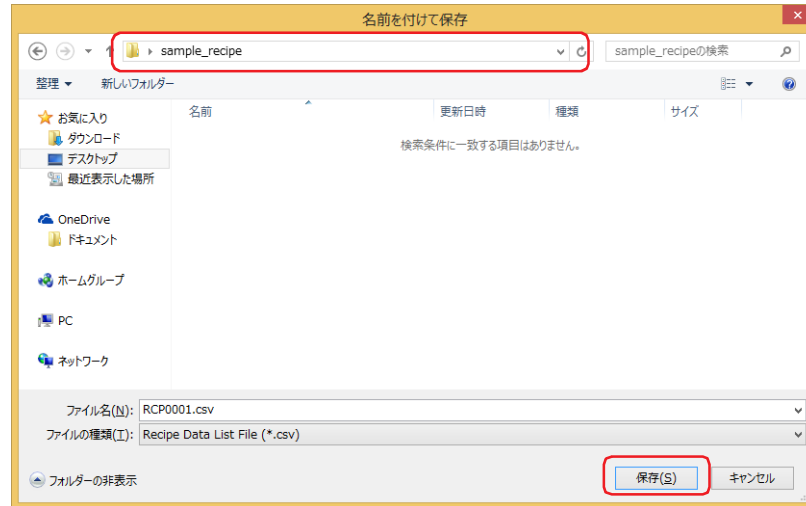 名前を付けて保存
sample_recipe
sample_recipeの検索
整理
新しいフォルダー
名前
更新日時
種類
サイズ
検索条件に一致する項目はありません。
お気に入り
ダウンロード
デスクトップ
最近表示した場所
OneDrive
ドキュメント
ホームグループ
PC
ネットワーク
ファイル名(N): RCP0001.csv
ファイルの種類(T): Recipe Data List File (*.csv)
フォルダーの非表示
保存(S)
キャンセル